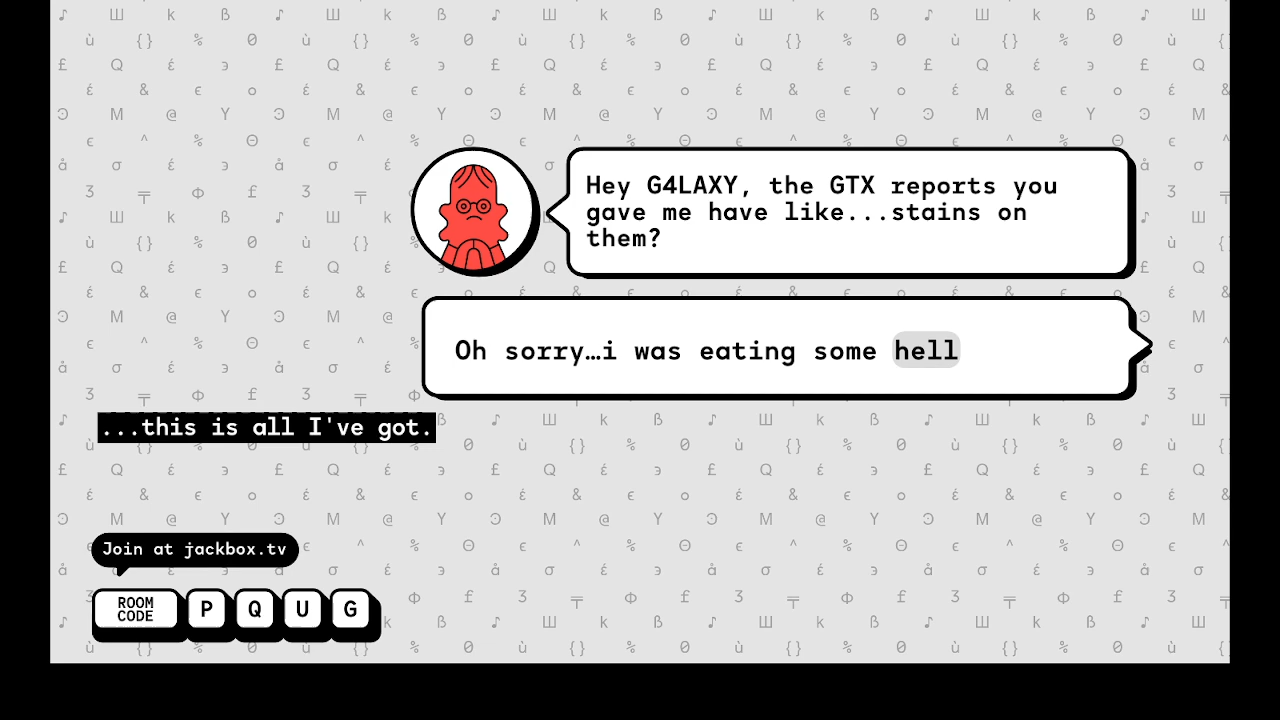 Hey G4LAXY, the GTX reports you
gave me have like...stains on
them?
Oh sorry…i was eating some hell
...this is all I've got.
Join at jackbox.tv
ROOM
CODE
P Q U G